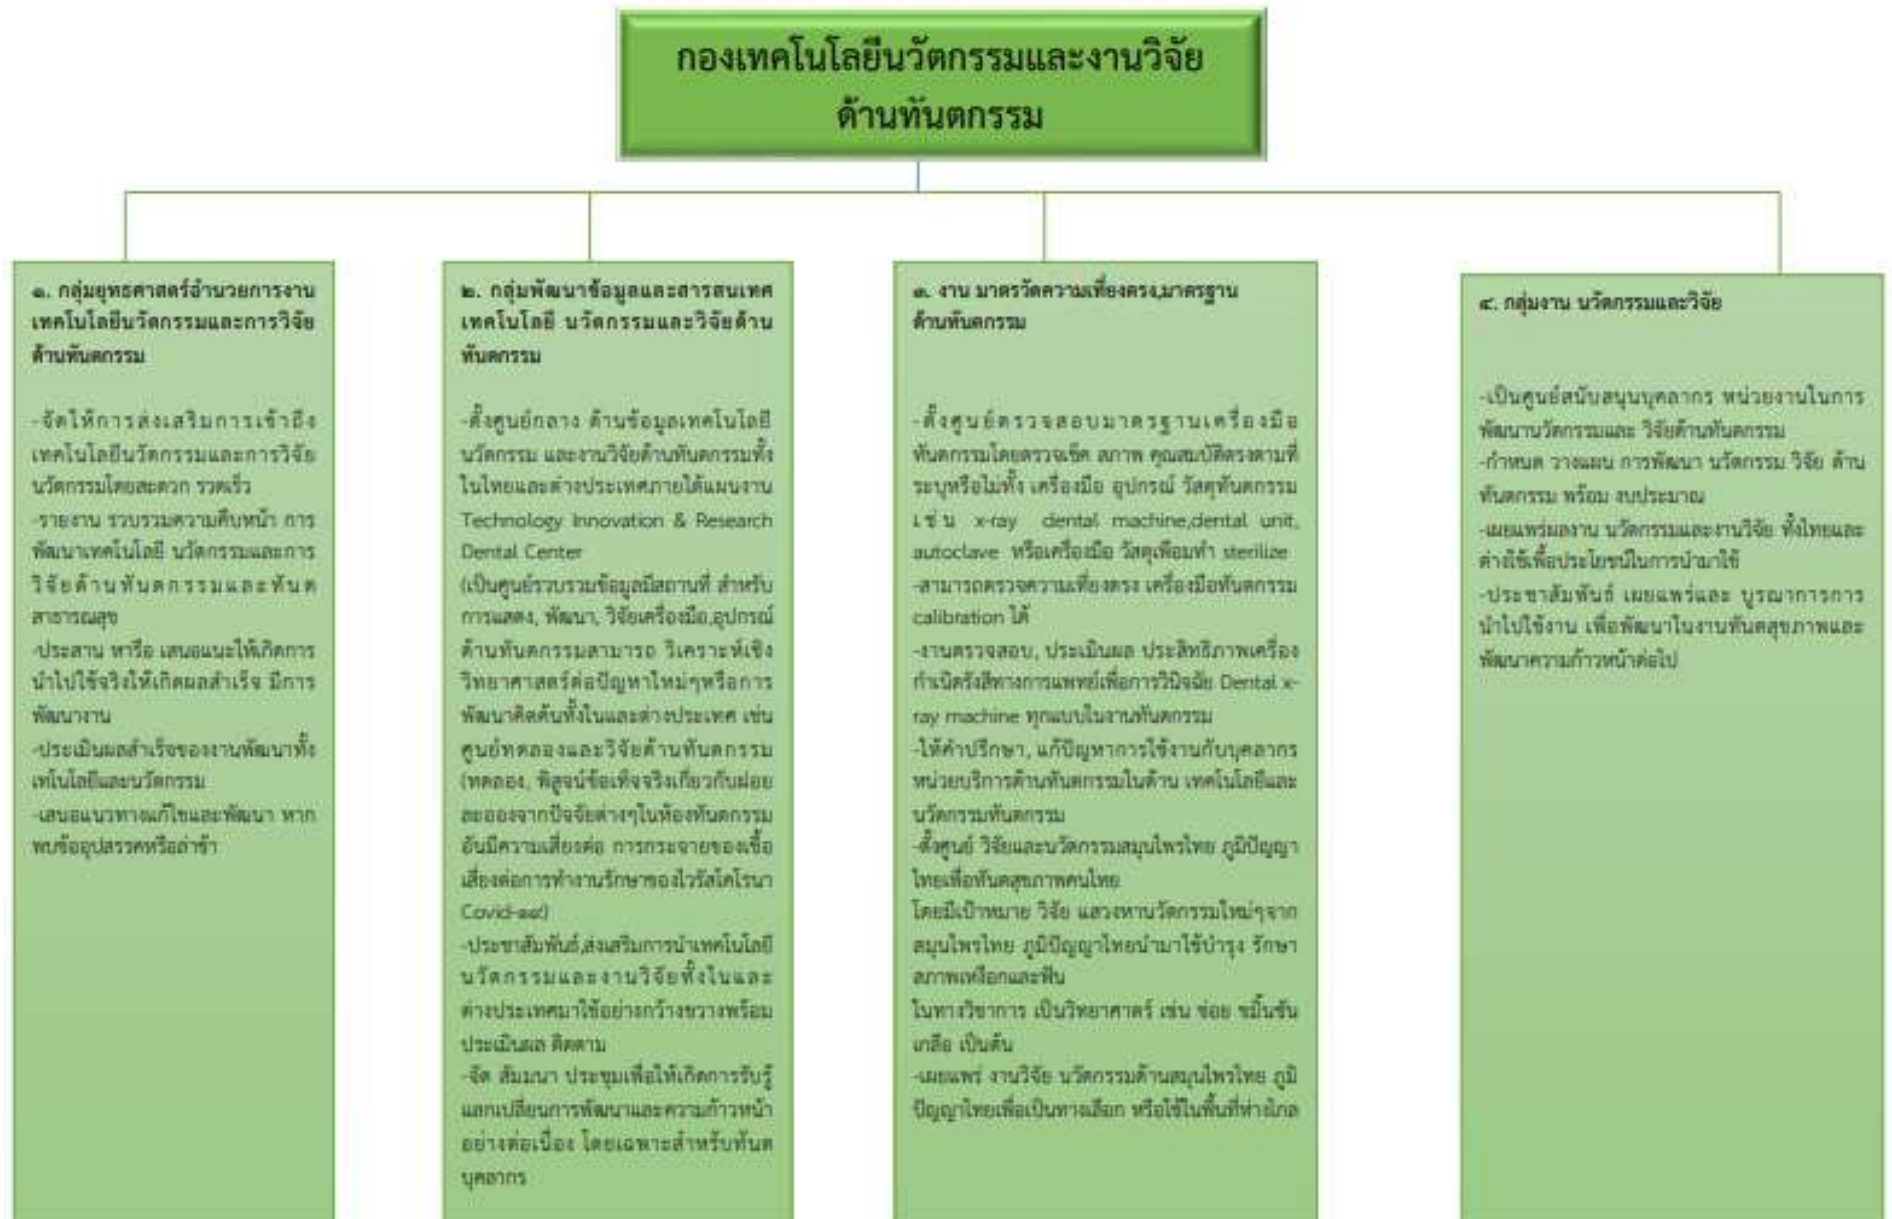 กองเทคโนโลยีนวัตกรรมและงานวิจัย
ด้านทันตกรรม
๑. กลุ่มยุทธศาสตร์อำนวยการงาน
เทคโนโลยีนวัตกรรมและการวิจัย
ด้านทันตกรรม
-จัดให้การส่งเสริมการเข้าถึง
เทคโนโลยีนวัตกรรมและการวิจัย
นวัตกรรมโดยสะดวก รวดเร็ว
-รายงาน รวบรวมความคืบหน้า การ
พัฒนาเทคโนโลยี นวัตกรรมและการ
วิจัยด้านทันตกรรมและทันต
สาธารณสุข
-ประสาน หารือ เสนอแนะให้เกิดการ
นำไปใช้จริงให้เกิดผลสำเร็จ มีการ
พัฒนางาน
-ประเมินผลสำเร็จของงานพัฒนาทั้ง
เทโนโลยีและนวัตกรรม
-เสนอแนวทางแก้ไขและพัฒนา หาก
พบข้ออุปสรรคหรือล่าช้า
๒. กลุ่มพัฒนาข้อมูลและสารสนเทศ
เทคโนโลยี นวัตกรรมและวิจัยด้าน
ทันตกรรม
-ตั้งศูนย์กลาง ด้านข้อมูลเทคโนโลยี
นวัตกรรม และงานวิจัยด้านทันตกรรมทั้ง
ในไทยและต่างประเทศภายใต้แผนงาน
Technology Innovation & Research
Dental Center
(เป็นศูนย์รวบรวมข้อมูลมีสถานที่ สำหรับ
การแสดง, พัฒนา, วิจัยเครื่องมือ,อุปกรณ์
ด้านทันตกรรมสามารถ วิเคราะห์เชิง
วิทยาศาสตร์ต่อปัญหาใหม่ๆหรือการ
พัฒนาคิดค้นทั้งในและต่างประเทศ เช่น
ศูนย์ทดลองและวิจัยด้านทันตกรรม
(ทดลอง, พิสูจน์ข้อเท็จจริงเกี่ยวกับฝอย
ละอองจากปัจจัยต่างๆในห้องทันตกรรม
อันมีความเสี่ยงต่อ การกระจายของเชื้อ
เสี่ยงต่อการทำงานรักษาของไวรัสโคโรนา
Covid-๑๙)
-ประชาสัมพันธ์,ส่งเสริมการนำเทคโนโลยี
นวัตกรรมและงานวิจัยทั้งในและ
ต่างประเทศมาใช้อย่างกว้างขวางพร้อม
ประเมินผล ติดตาม
-จัด สัมมนา ประชุมเพื่อให้เกิดการรับรู้
แลกเปลี่ยนการพัฒนาและความก้าวหน้า
อย่างต่อเนื่อง โดยเฉพาะสำหรับทันต
บุคลากร
๓. งาน มาตรวัดความเที่ยงตรง,มาตรฐาน
ด้านทันตกรรม
-ตั้งศูนย์ตรวจสอบมาตรฐานเครื่องมือ
ทันตกรรมโดยตรวจเช็ค สภาพ คุณสมบัติตรงตามที่
ระบุหรือไม่ทั้ง เครื่องมือ อุปกรณ์ วัสดุทันตกรรม
เช่น x-ray dental machine,dental unit,
autoclave หรือเครื่องมือ วัสดุเพื่อมทำ sterilize
-สามารถตรวจความเที่ยงตรง เครื่องมือทันตกรรม
calibration ได้
-งานตรวจสอบ, ประเมินผล ประสิทธิภาพเครื่อง
กำเนิดรังสีทางการแพทย์เพื่อการวินิจฉัย Dental x-
ray machine ทุกแบบในงานทันตกรรม
-ให้คำปรึกษา, แก้ปัญหาการใช้งานกับบุคลากร
หน่วยบริการด้านทันตกรรมในด้าน เทคโนโลยีและ
นวัตกรรมทันตกรรม
-ตั้งศูนย์ วิจัยและนวัตกรรมสมุนไพรไทย ภูมิปัญญา
ไทยเพื่อทันตสุขภาพคนไทย
โดยมีเป้าหมาย วิจัย แสวงหานวัตกรรมใหม่ๆจาก
สมุนไพรไทย ภูมิปัญญาไทยนำมาใช้บำรุง รักษา
สภาพเหงือกและฟัน
ในทางวิชาการ เป็นวิทยาศาตร์ เช่น ข่อย ขมิ้นชัน
เกลือ เป็นต้น
-เผยแพร่ งานวิจัย นวัตกรรมด้านสมุนไพรไทย ภูมิ
ปัญญาไทยเพื่อเป็นทางเลือก หรือใช้ในพื้นที่ห่างไกล
๔. กลุ่มงาน นวัตกรรมและวิจัย
-เป็นศูนย์สนับสนุนบุคลากร หน่วยงานในการ
พัฒนานวัตกรรมและ วิจัยด้านทันตกรรม
-กำหนด วางแผน การพัฒนา นวัตกรรม วิจัย ด้าน
ทันตกรรม พร้อม งบประมาณ
-เผยแพร่ผลงาน นวัตกรรมและงานวิจัย ทั้งไทยและ
ต่างใช้เพื่อประโยชน์ในการนำมาใช้
-ประชาสัมพันธ์ เผยแพร่และ บูรณาการการ
นำไปใช้งาน เพื่อพัฒนาในงานทันตสุขภาพและ
พัฒนาความก้าวหน้าต่อไป